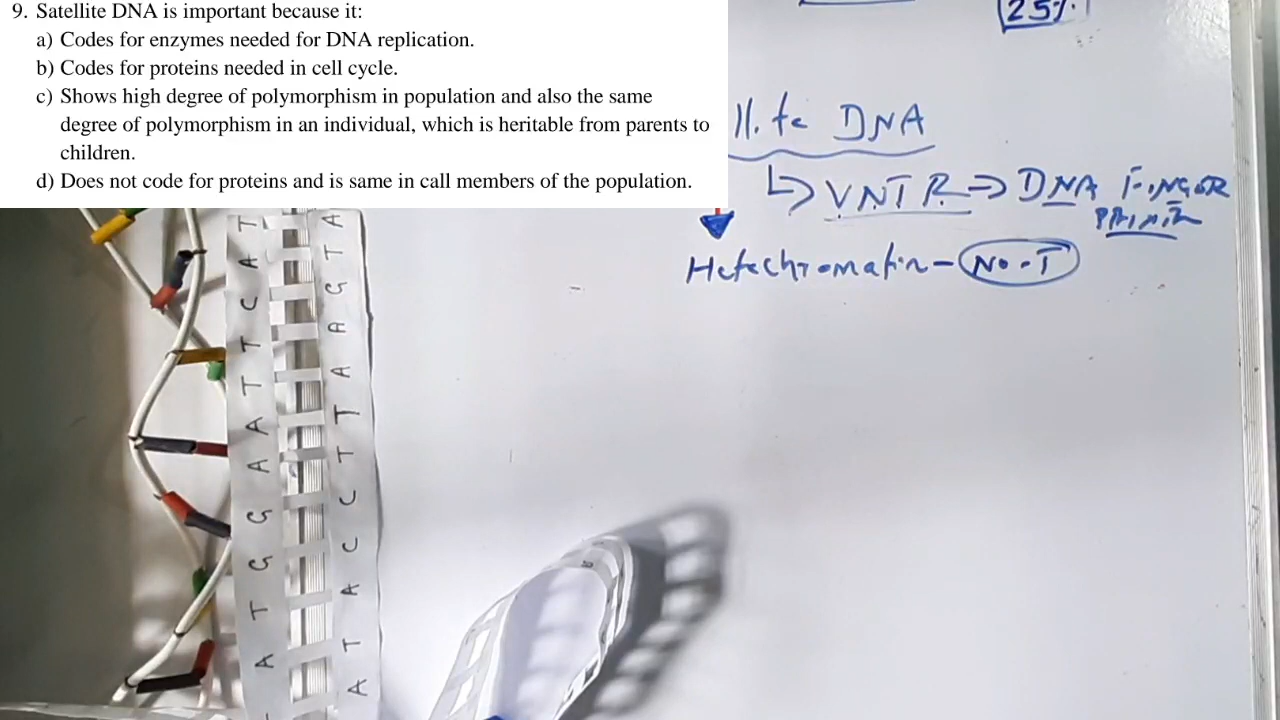 9. Satellite DNA is important because it:
a) Codes for enzymes needed for DNA replication.
b) Codes for proteins needed in cell cycle.
c) Shows high degree of polymorphism in population and also the same
degree of polymorphism in an individual, which is heritable from parents to
children.
d) Does not code for proteins and is same in call members of the population.
25%
ll.te DNA
VNTR ⇒ DNA
No.T
T A C T T A A G G T A
A T G A A T T C C A T A